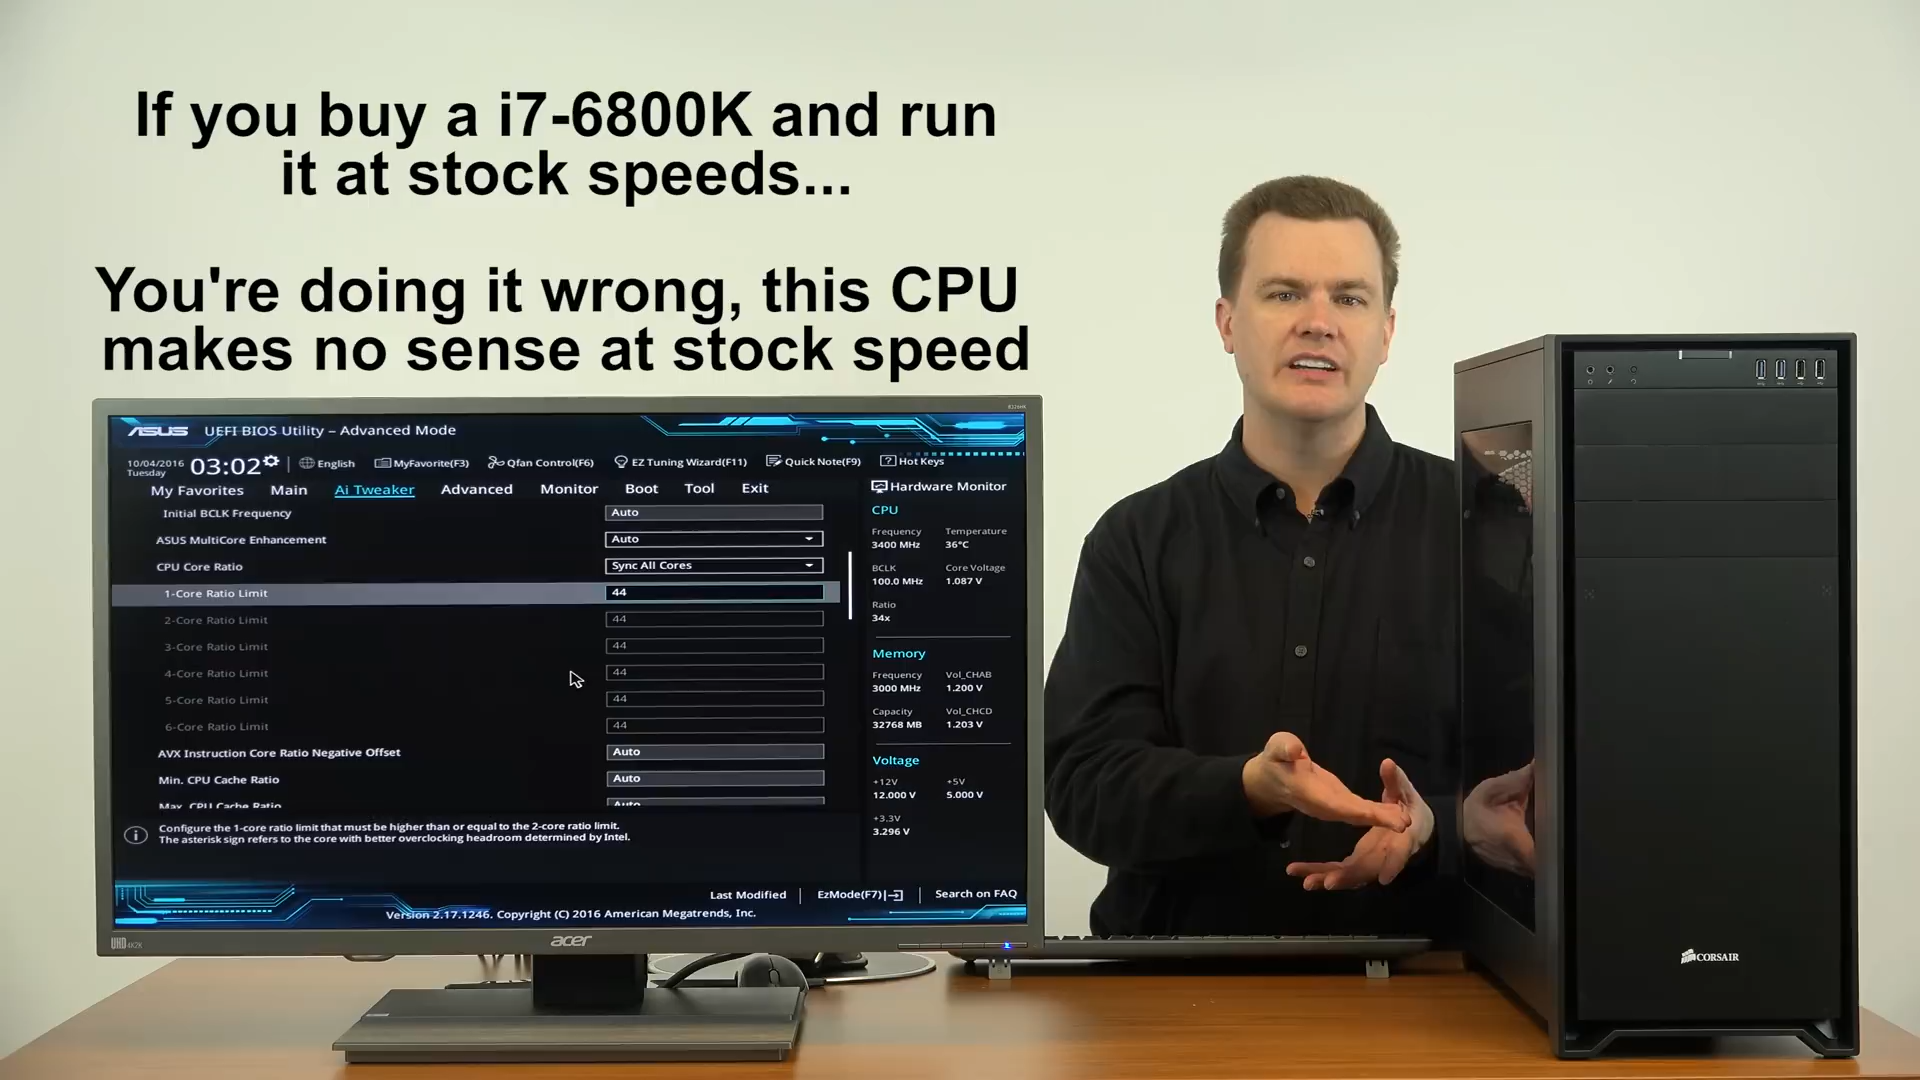 If you buy a i7-6800K and run
it at stock speeds...
You're doing it wrong, this CPU
makes no sense at stock speed
ASUS UEFI BIOS Utility – Advanced Mode
10/04/2016
Tuesday
03:02
English
MyFavorite(F3)
Qfan Control(F6)
EZ Tuning Wizard(F11)
Quick Note(F9)
? Hot Keys
My Favorites Main Ai Tweaker Advanced Monitor Boot Tool Exit
Initial BCLK Frequency Auto
ASUS MultiCore Enhancement Auto
CPU Core Ratio Sync All Cores
1-Core Ratio Limit 44
2-Core Ratio Limit 44
3-Core Ratio Limit 44
4-Core Ratio Limit 44
5-Core Ratio Limit 44
6-Core Ratio Limit 44
AVX Instruction Core Ratio Negative Offset Auto
Min. CPU Cache Ratio Auto
Max. CPU Cache Ratio Auto
Configure the 1-core ratio limit that must be higher than or equal to the 2-core ratio limit.
The asterisk sign refers to the core with better overclocking headroom determined by Intel.
Hardware Monitor
CPU
Frequency Temperature
3400 MHz 36°C
BCLK Core Voltage
100.0 MHz 1.087 V
Ratio
34x
Memory
Frequency Vol_CHAB
3000 MHz 1.200 V
Capacity Vol_CHCD
32768 MB 1.203 V
Voltage
+12V +5V
12.000 V 5.000 V
+3.3V
3.296 V
Last Modified EzMode(F7) Search on FAQ
Version 2.17.1246. Copyright (C) 2016 American Megatrends, Inc.
UHD 4K2K
acer
CORSAIR